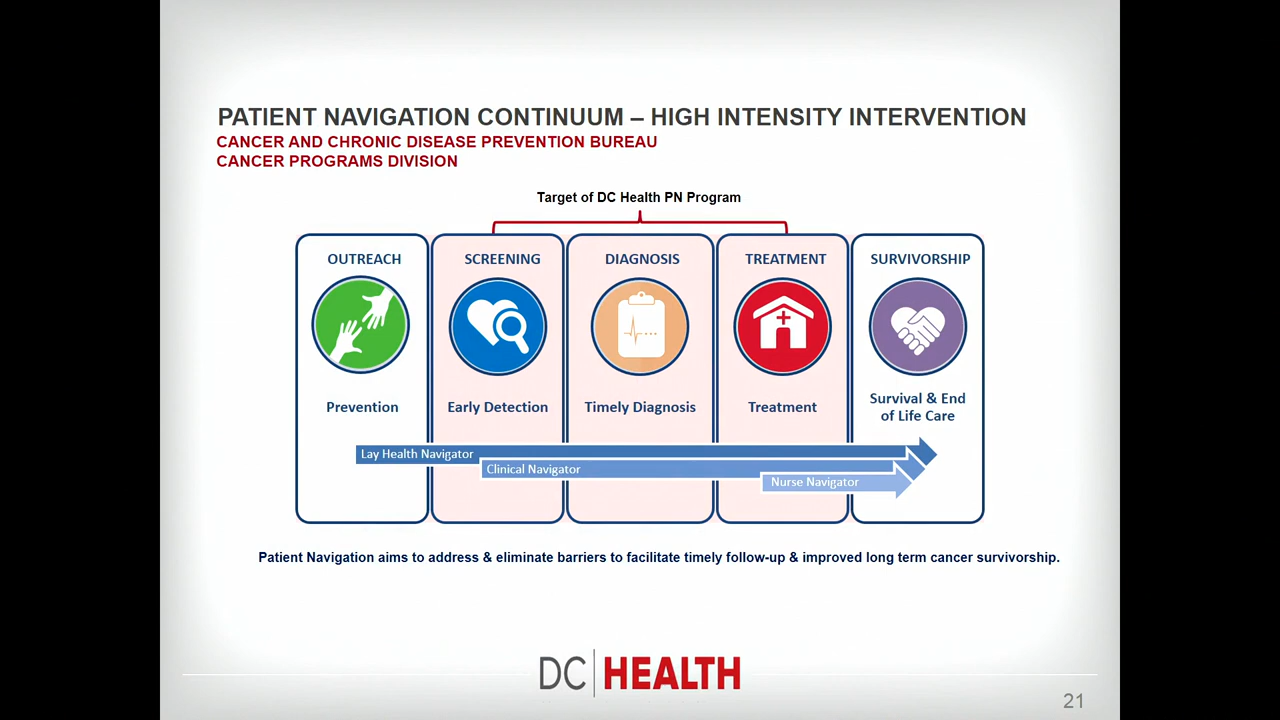 PATIENT NAVIGATION CONTINUUM – HIGH INTENSITY INTERVENTION
CANCER AND CHRONIC DISEASE PREVENTION BUREAU
CANCER PROGRAMS DIVISION
Target of DC Health PN Program
OUTREACH
SCREENING
DIAGNOSIS
TREATMENT
SURVIVORSHIP
Prevention
Early Detection
Timely Diagnosis
Treatment
Survival & End
of Life Care
Lay Health Navigator
Clinical Navigator
Nurse Navigator
Patient Navigation aims to address & eliminate barriers to facilitate timely follow-up & improved long term cancer survivorship.
DC HEALTH
21